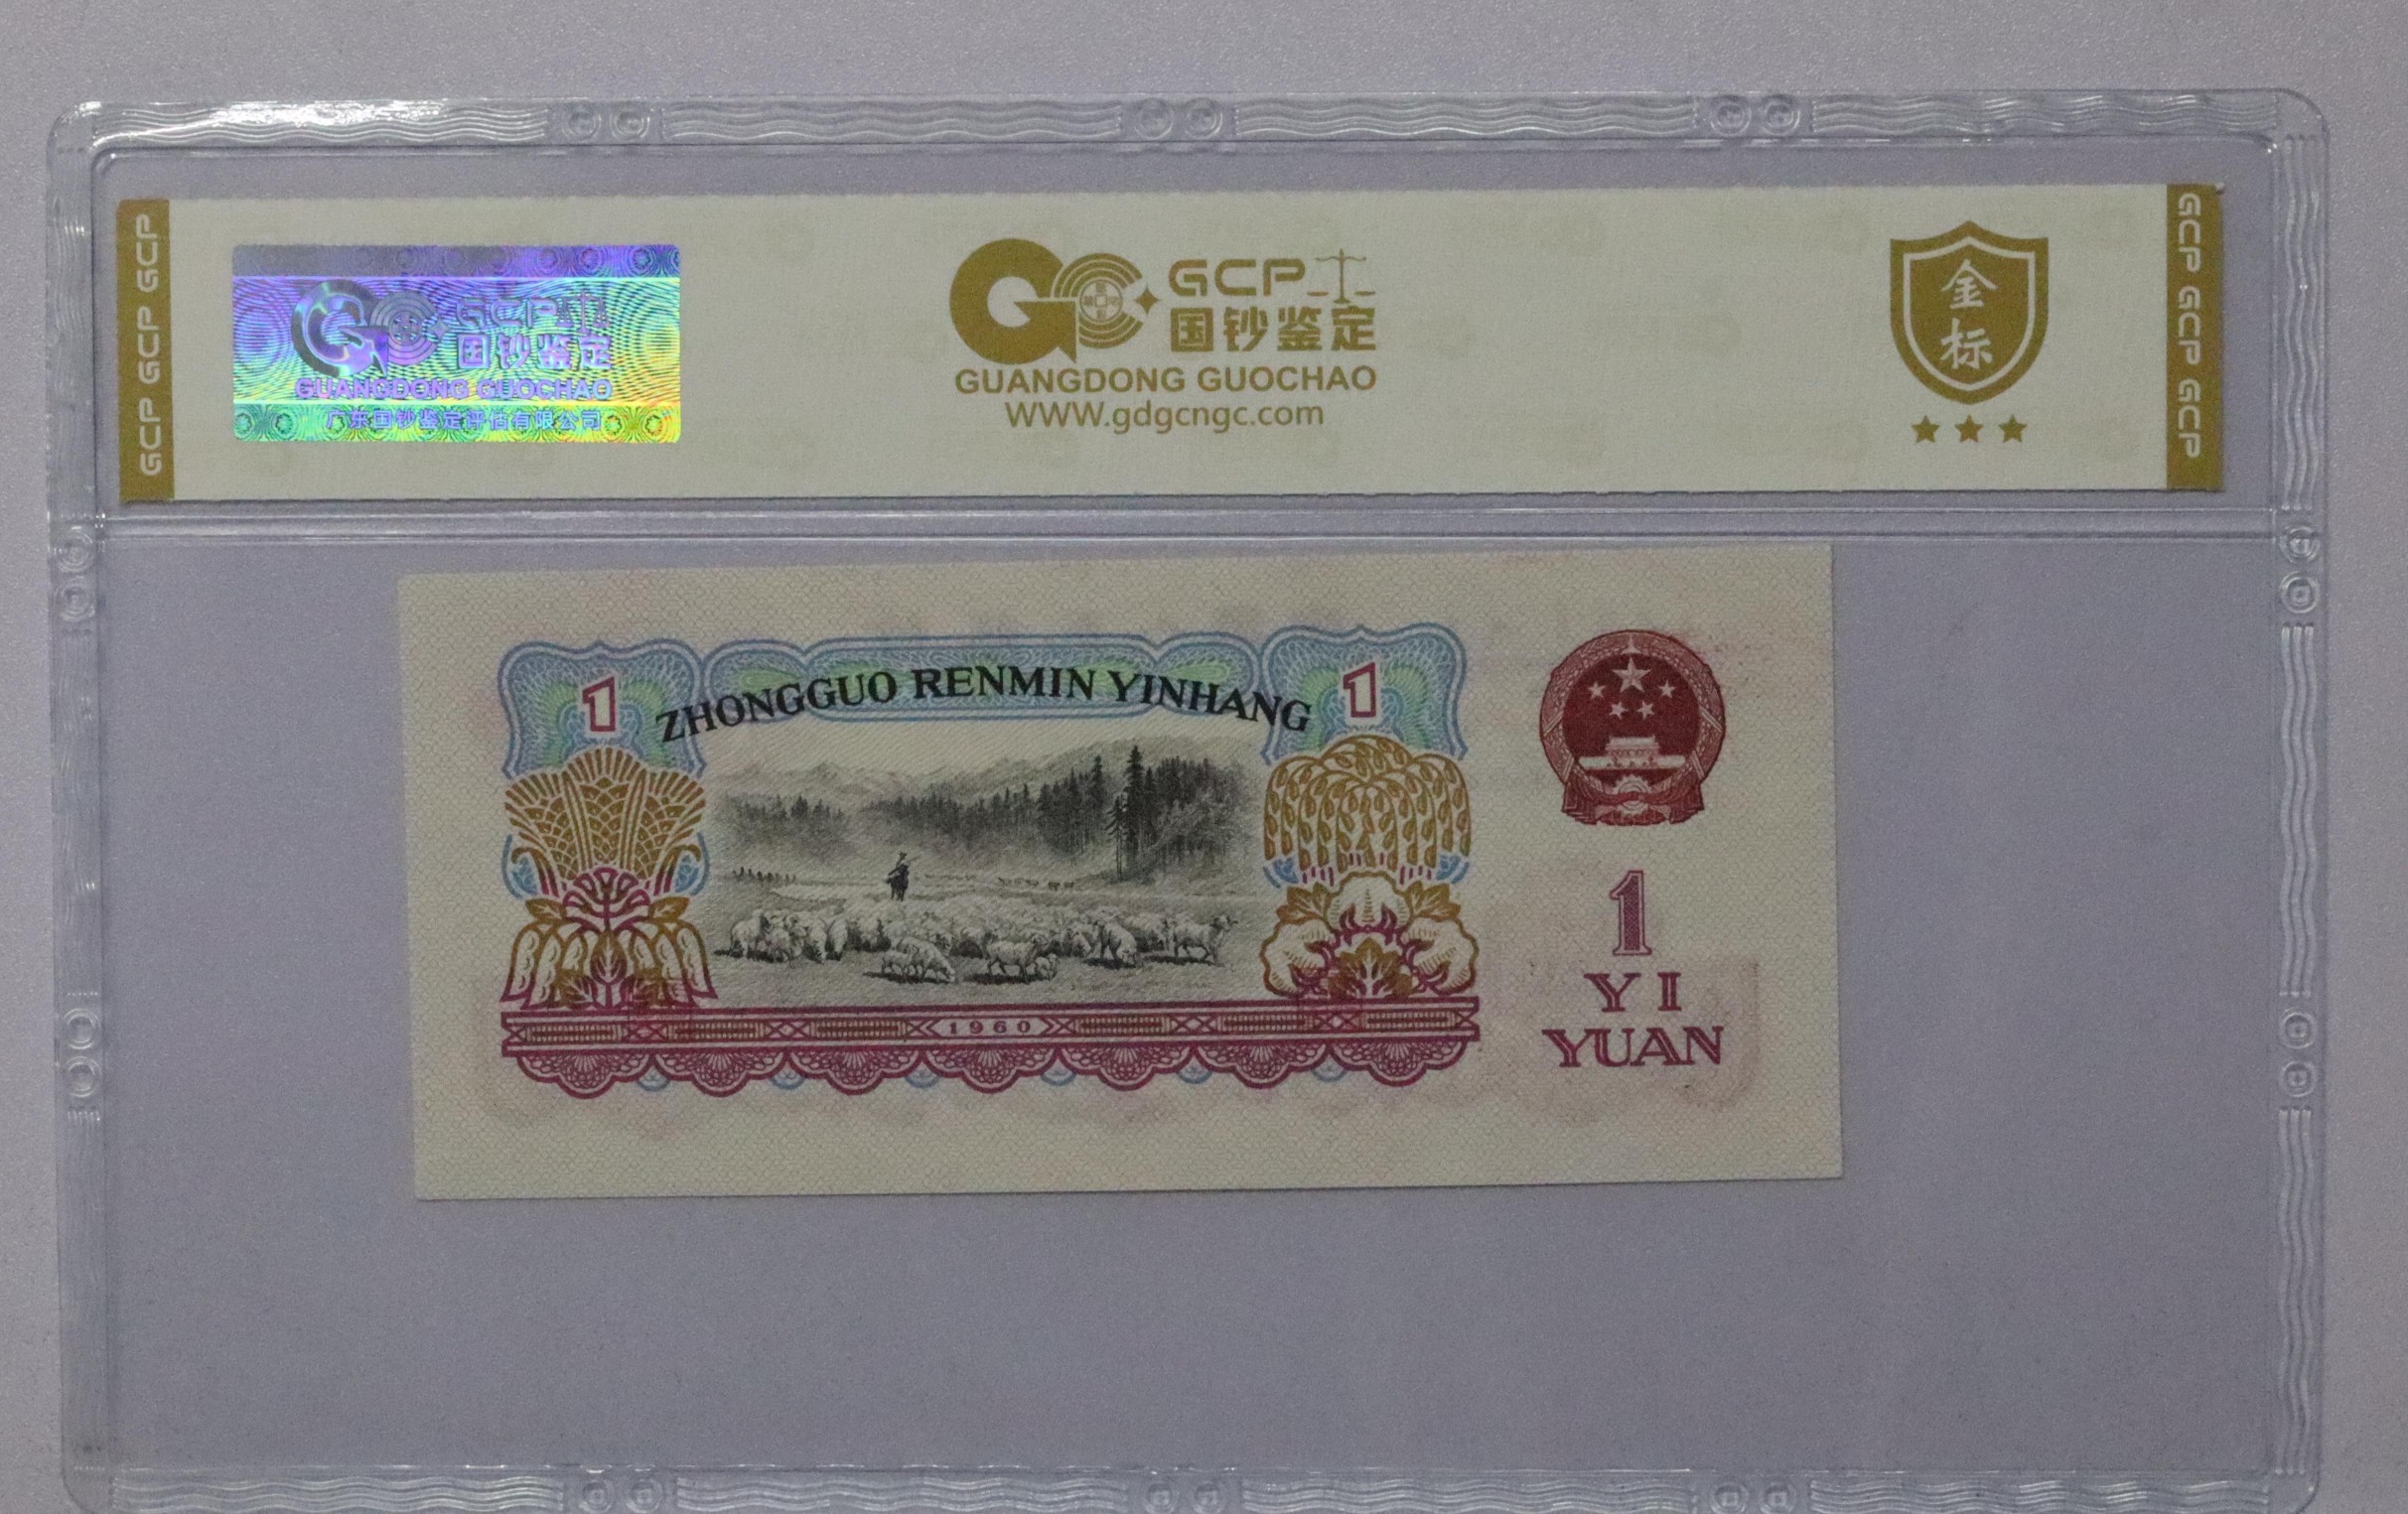 GCP GCP GCP
GCP
国钞鉴定
GUANGDONG GUOCHAO
广东国钞鉴定评估有限公司
GCP
国钞鉴定
GUANGDONG GUOCHAO
WWW.gdgcngc.com
金
标
GCP GCP GCP
1
ZHONGGUO RENMIN YINHANG
1
1960
1
YI
YUAN